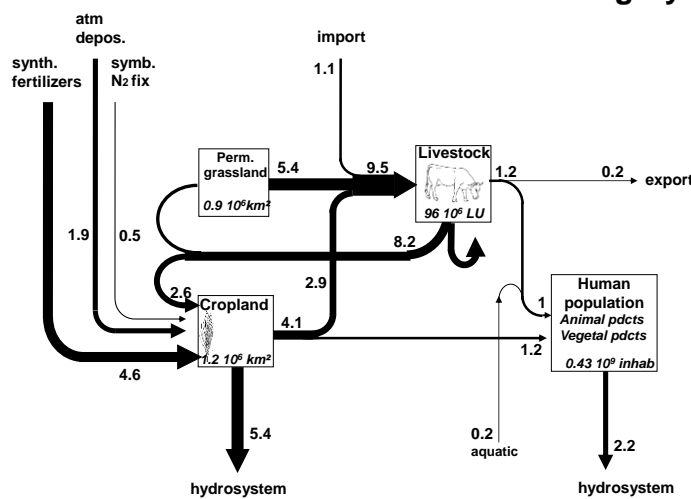 atm
depos.
synth.
fertilizers
symb.
N2 fix
import
1.1
Perm.
grassland
0.9 10⁶km²
5.4
9.5
Livestock
96 10⁶ LU
1.2
0.2
export
1.9
0.5
8.2
2.9
2.6
Cropland
1.2 10⁶ km²
4.1
4.6
1.2
1
Human
population
Animal pdcts
Vegetal pdcts
0.43 10⁹ inhab
0.2
aquatic
5.4
2.2
hydrosystem
hydrosystem